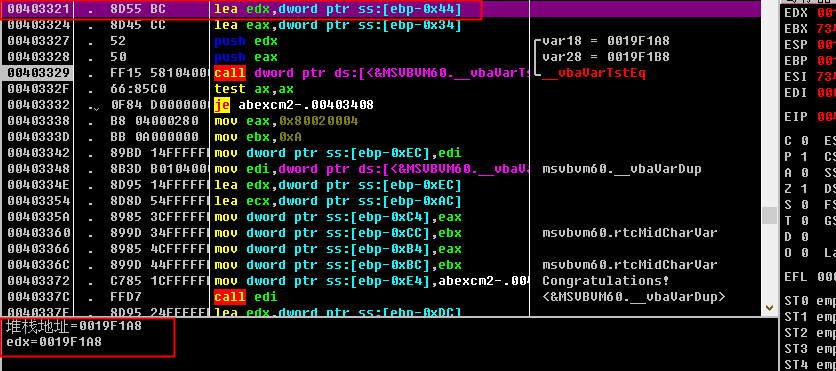 00403321 . 8D55 BC lea edx,dword ptr ss:[ebp-0x44]
00403324 . 8D45 CC lea eax,dword ptr ss:[ebp-0x34]
00403327 . 52 push edx var18 = 0019F1A8
00403328 . 50 push eax var28 = 0019F1B8
00403329 . FF15 58104000 call dword ptr ds:[<&MSVBVM60.__vbaVarTs __vbaVarTstEq
0040332F . 66:85C0 test ax,ax
00403332 . 0F84 D0000000 je abexcm2-.00403408
00403338 . B8 04000280 mov eax,0x80020004
0040333D . BB 0A000000 mov ebx,0xA
00403342 . 89BD 14FFFFFF mov dword ptr ss:[ebp-0xEC],edi
00403348 . 8B3D B0104000 mov edi,dword ptr ds:[<&MSVBVM60.__vbaVa msvbvm60.__vbaVarDup
0040334E . 8D95 14FFFFFF lea edx,dword ptr ss:[ebp-0xEC]
00403354 . 8D8D 54FFFFFF lea ecx,dword ptr ss:[ebp-0xAC]
0040335A . 8985 3CFFFFFF mov dword ptr ss:[ebp-0xC4],eax
00403360 . 899D 34FFFFFF mov dword ptr ss:[ebp-0xCC],ebx msvbvm60.rtcMidCharVar
00403366 . 8985 4CFFFFFF mov dword ptr ss:[ebp-0xB4],eax
0040336C . 899D 44FFFFFF mov dword ptr ss:[ebp-0xBC],ebx msvbvm60.rtcMidCharVar
00403372 . C785 1CFFFFFF mov dword ptr ss:[ebp-0xE4],abexcm2-.00 Congratulations!
0040337C . FFD7 call edi <&MSVBVM60.__vbaVarDup>
0040337E . 8D95 24FFFFFF lea edx,dword ptr ss:[ebp-0xDC]
堆栈地址=0019F1A8
edx=0019F1A8
EDX 001
EBX 734
ESP 001
EBP 001
ESI 734
EDI 000
EIP 004
C 0 ES
P 1 CS
A 0 SS
Z 1 DS
S 0 FS
T 0 GS
D 0
O 0 La
EFL 000
ST0 emp
ST1 emp
ST2 emp
ST3 emp
ST4 emp